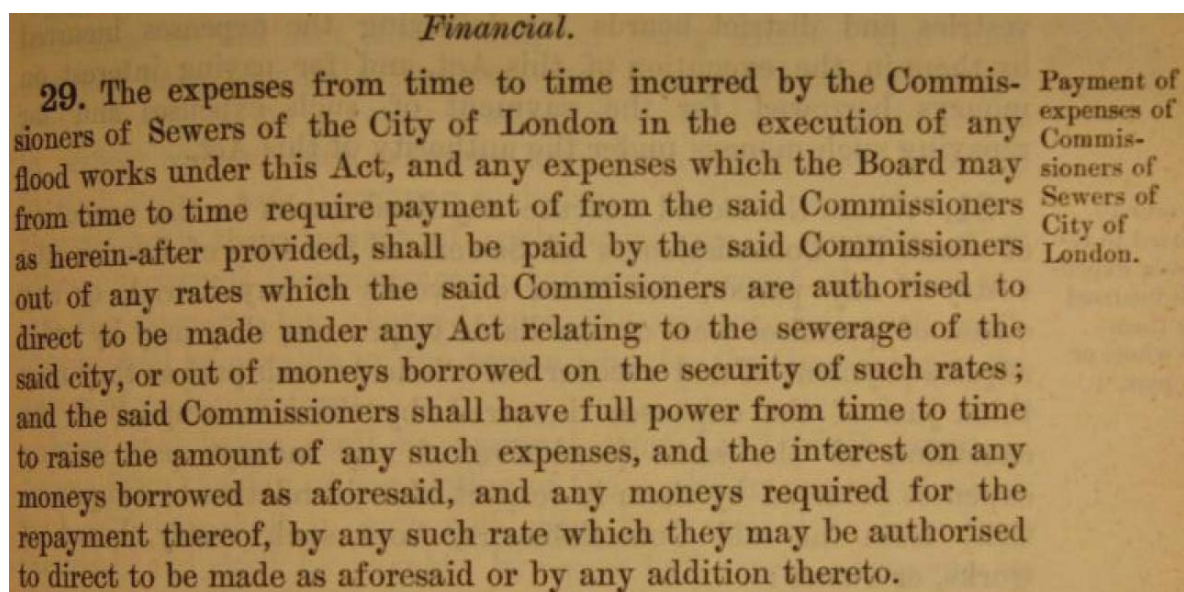 Financial.
29. The expenses from time to time incurred by the Commis-
sioners of Sewers of the City of London in the execution of any
flood works under this Act, and any expenses which the Board may
from time to time require payment of from the said Commissioners
as herein-after provided, shall be paid by the said Commissioners
out of any rates which the said Commisioners are authorised to
direct to be made under any Act relating to the sewerage of the
said city, or out of moneys borrowed on the security of such rates;
and the said Commissioners shall have full power from time to time
to raise the amount of any such expenses, and the interest on any
moneys borrowed as aforesaid, and any moneys required for the
repayment thereof, by any such rate which they may be authorised
to direct to be made as aforesaid or by any addition thereto.
Payment of
expenses of
Commis-
sioners of
Sewers of
City of
London.